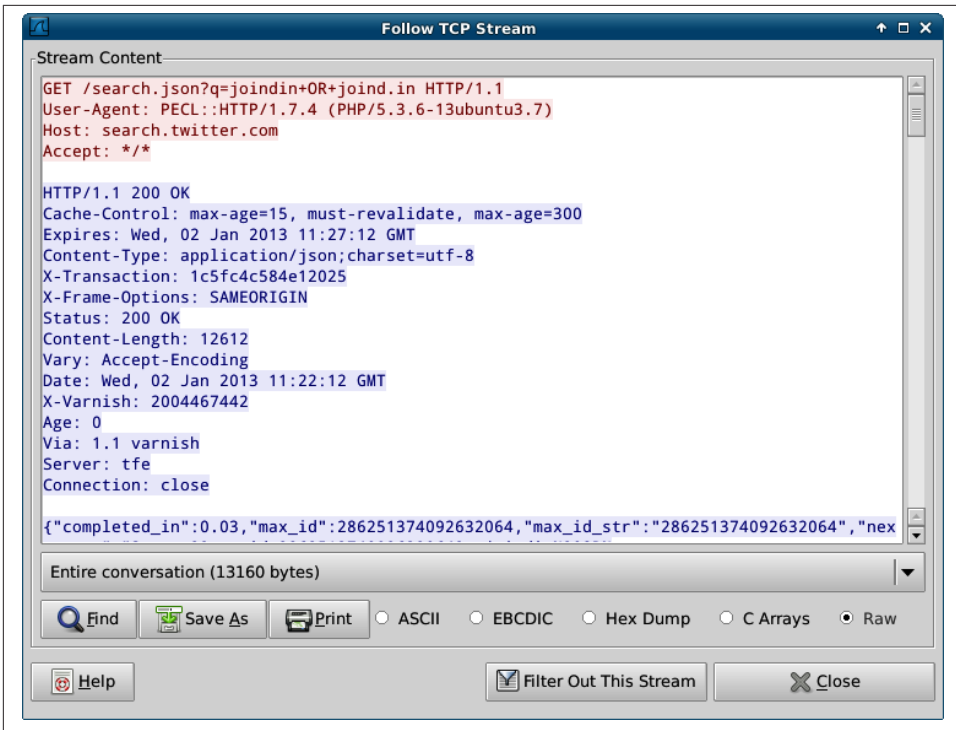 Follow TCP Stream
Stream Content
GET /search.json?q=joindin+OR+joind.in HTTP/1.1
User-Agent: PECL::HTTP/1.7.4 (PHP/5.3.6-13ubuntu3.7)
Host: search.twitter.com
Accept: */*
HTTP/1.1 200 OK
Cache-Control: max-age=15, must-revalidate, max-age=300
Expires: Wed, 02 Jan 2013 11:27:12 GMT
Content-Type: application/json;charset=utf-8
X-Transaction: 1c5fc4c584e12025
X-Frame-Options: SAMEORIGIN
Status: 200 OK
Content-Length: 12612
Vary: Accept-Encoding
Date: Wed, 02 Jan 2013 11:22:12 GMT
X-Varnish: 2004467442
Age: 0
Via: 1.1 varnish
Server: tfe
Connection: close
{"completed_in":0.03,"max_id":286251374092632064,"max_id_str":"286251374092632064","nex
Entire conversation (13160 bytes)
Find Save As Print ASCII EBCDIC Hex Dump C Arrays Raw
Help Filter Out This Stream Close